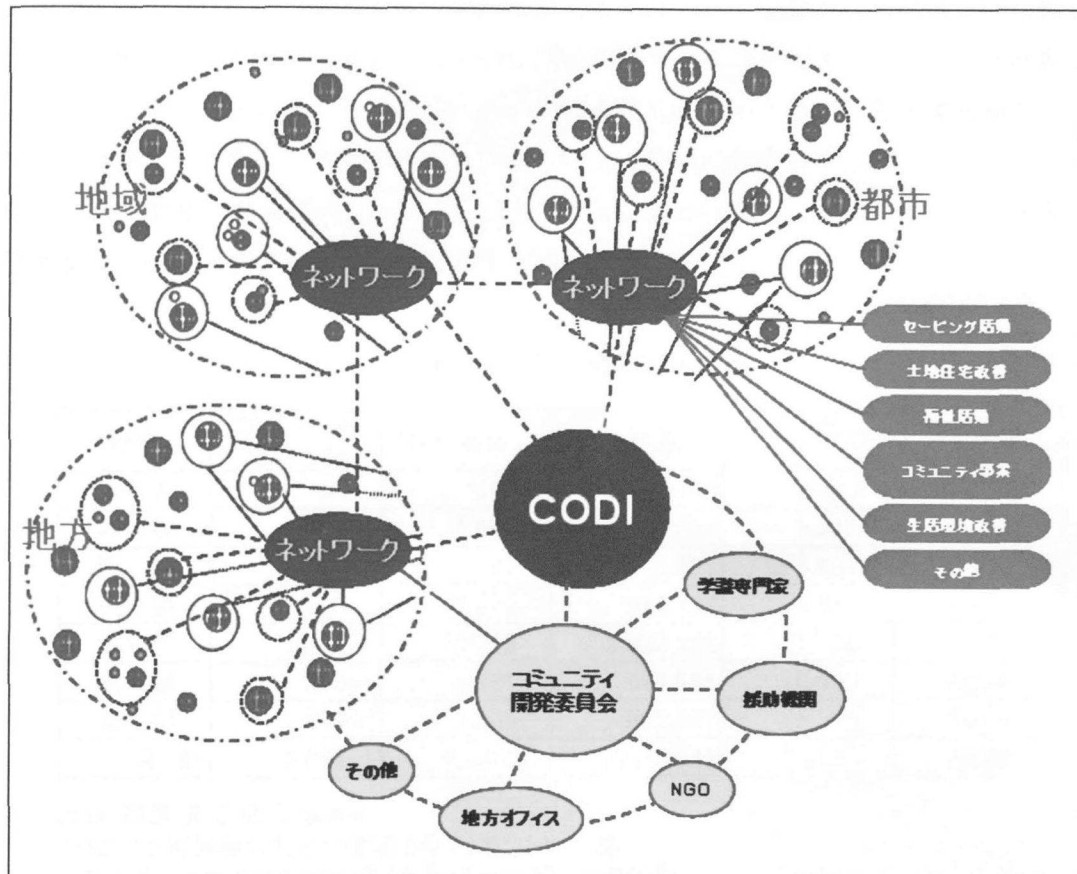 地域
ネットワーク
都市
ネットワーク
セービング活動
土地住宅改善
福祉活動
コミュニティ事業
生活環境改善
その他
CODI
地方
ネットワーク
学識専門家
コミュニティ
開発委員会
援助機関
その他
NGO
地方オフィス